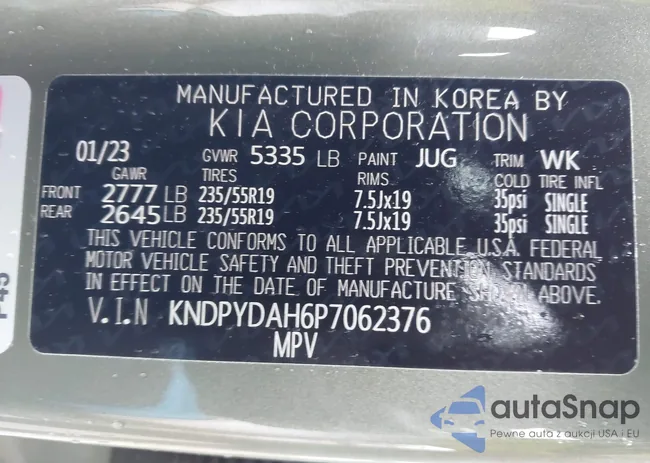 MANUFACTURED IN KOREA BY
KIA CORPORATION
01/23 GVWR 5335 LB PAINT JUG TRIM WK
GAWR TIRES RIMS COLD TIRE INFL
FRONT 2777 LB 235/55R19 7.5Jx19 35psi SINGLE
REAR 2645 LB 235/55R19 7.5Jx19 35psi SINGLE
THIS VEHICLE CONFORMS TO ALL APPLICABLE U.S.A. FEDERAL
MOTOR VEHICLE SAFETY AND THEFT PREVENTION STANDARDS
IN EFFECT ON THE DATE OF MANUFACTURE SHOWN ABOVE
V.I.N KNDPYDAH6P7062376
MPV
autaSnap
Pewne auta z aukcji USA i EU